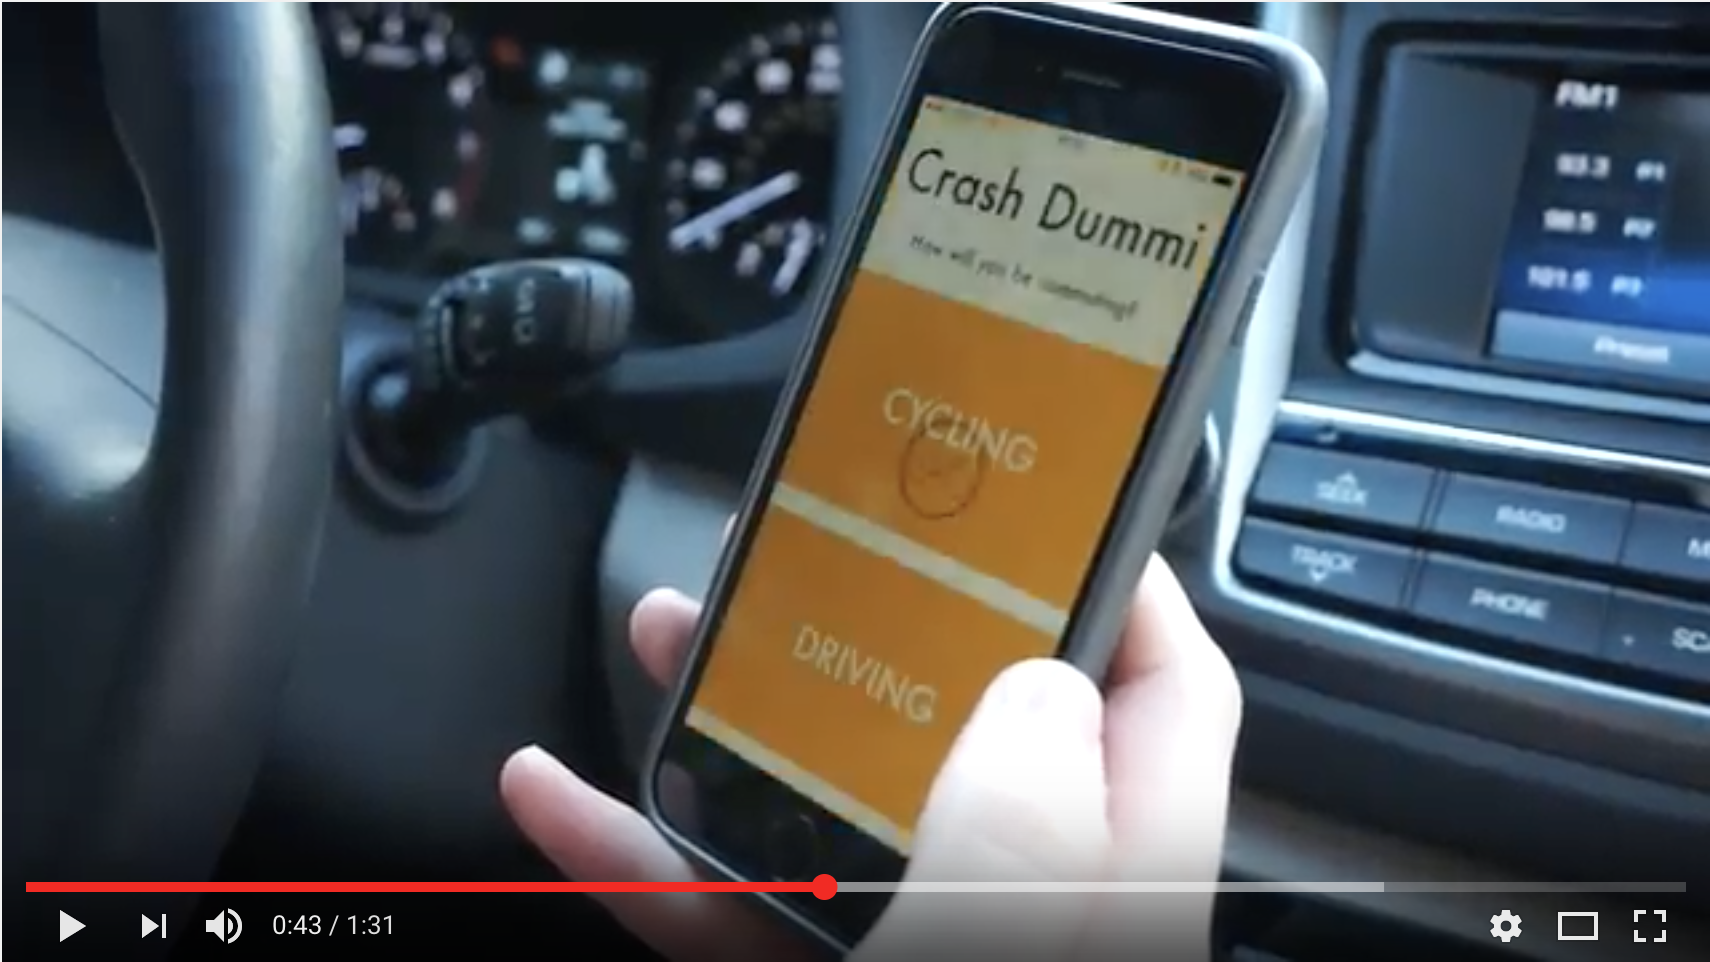 Crash Dummi
How will you be commuting?
CYCLING
DRIVING
FM1
93.3 P1
98.5 P2
101.5 P3
Preset
SEEK
RADIO
TRACK
PHONE
0:43 / 1:31